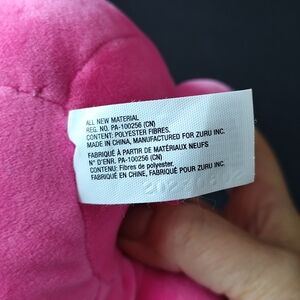 ALL NEW MATERIAL
REG. NO. PA-100256 (CN)
CONTENT: POLYESTER FIBRES.
MADE IN CHINA, MANUFACTURED FOR ZURU INC.
FABRIQUÉ À PARTIR DE MATÉRIAUX NEUFS
N° D'ENR. PA-100256 (CN)
CONTENU: Fibres de polyester.
FABRIQUÉ EN CHINE, FABRIQUÉ POUR ZURU INC.